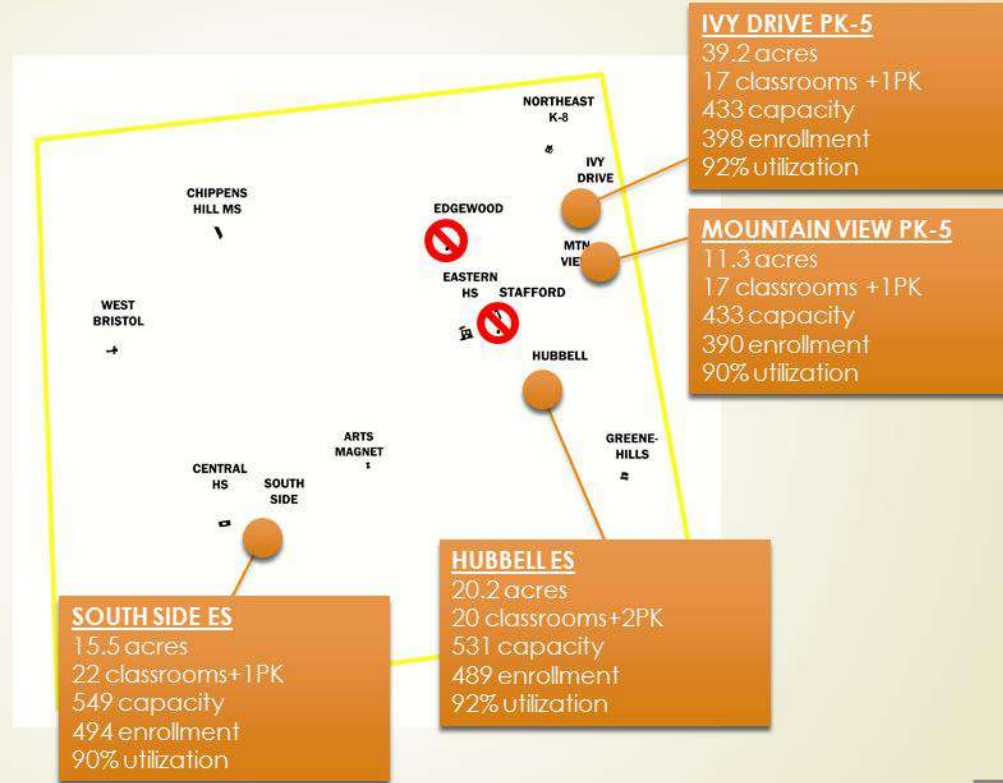 IVY DRIVE PK-5
39.2 acres
17 classrooms +1PK
433 capacity
398 enrollment
92% utilization
MOUNTAIN VIEW PK-5
11.3 acres
17 classrooms +1PK
433 capacity
390 enrollment
90% utilization
NORTHEAST
K-8
IVY
DRIVE
CHIPPENS
HILL MS
EDGEWOOD
MTN
VIE
EASTERN
HS
STAFFORD
WEST
BRISTOL
HUBBELL
ARTS
MAGNET
GREENE-
HILLS
CENTRAL
HS
SOUTH
SIDE
HUBBELL ES
20.2 acres
20 classrooms+2PK
531 capacity
489 enrollment
92% utilization
SOUTH SIDE ES
15.5 acres
22 classrooms+1PK
549 capacity
494 enrollment
90% utilization